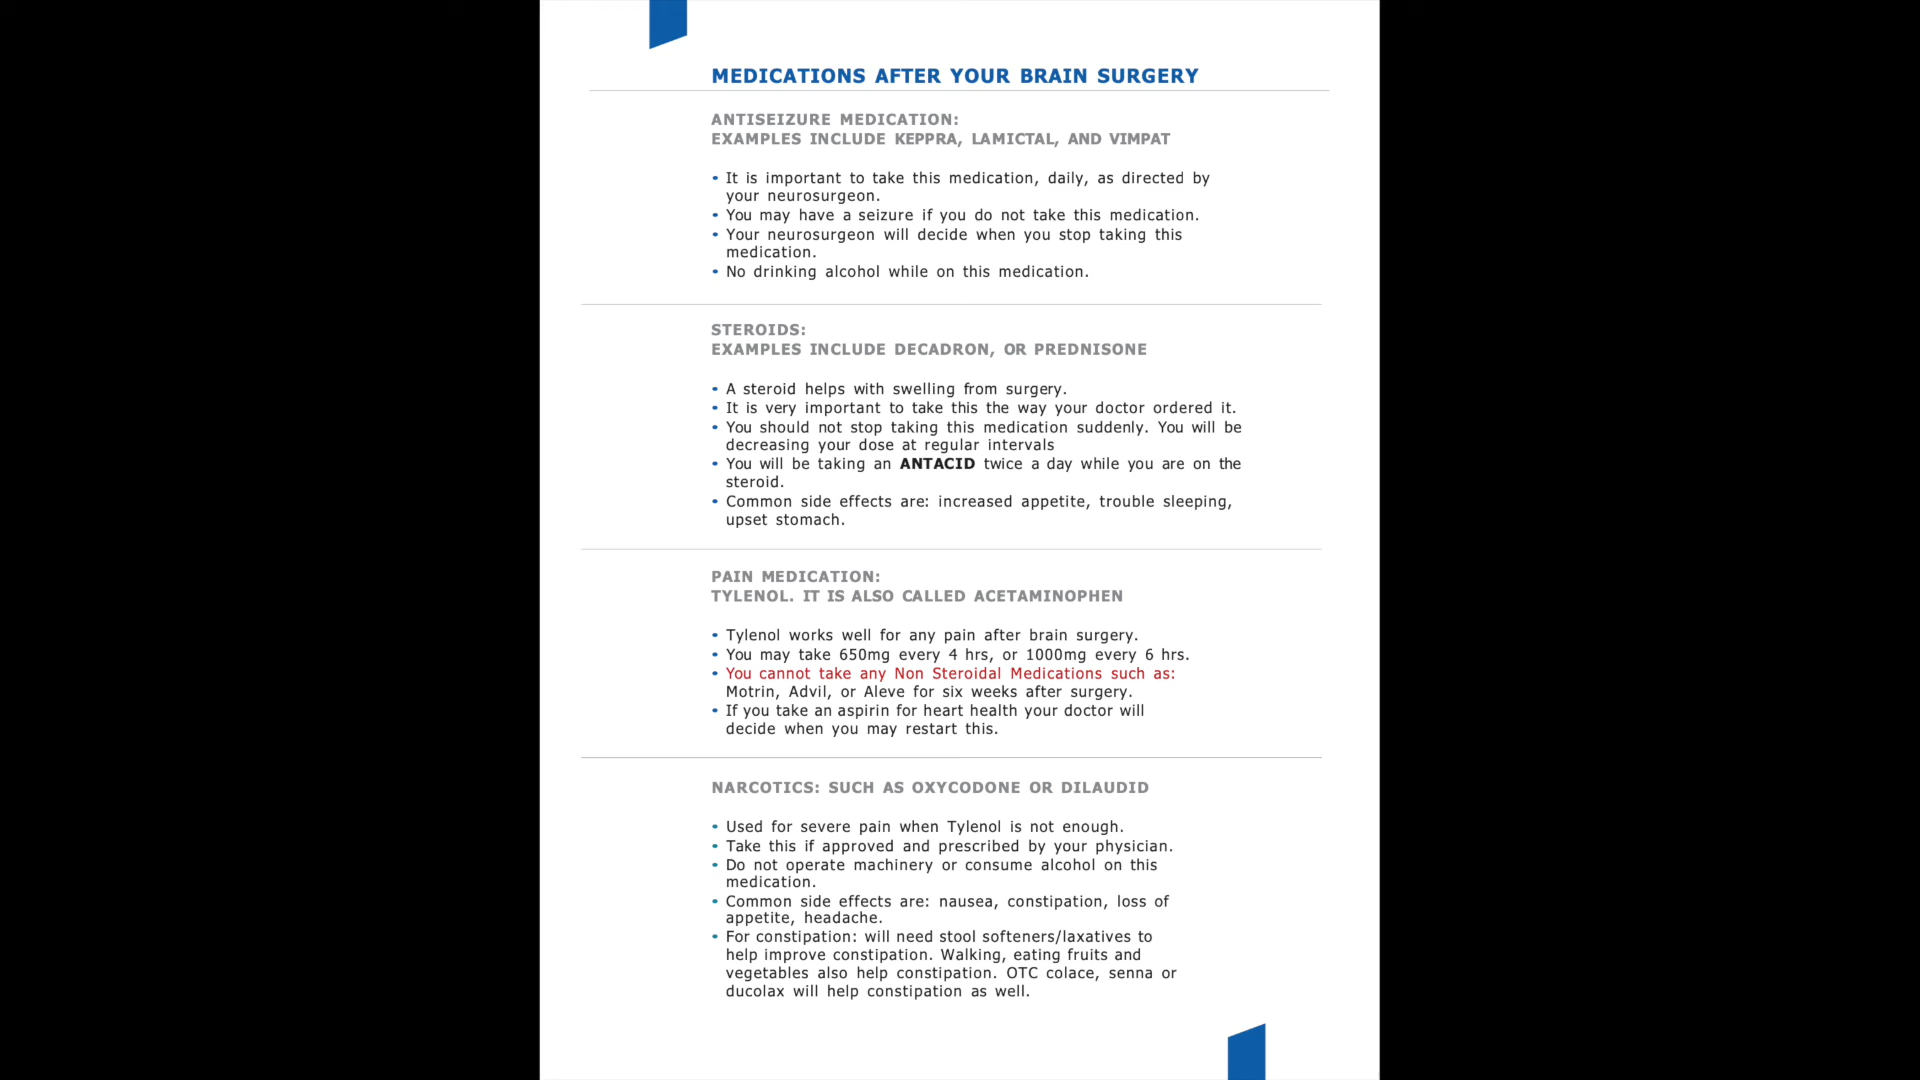 MEDICATIONS AFTER YOUR BRAIN SURGERY
ANTISEIZURE MEDICATION:
EXAMPLES INCLUDE KEPPRA, LAMICTAL, AND VIMPAT
• It is important to take this medication, daily, as directed by
your neurosurgeon.
• You may have a seizure if you do not take this medication.
• Your neurosurgeon will decide when you stop taking this
medication.
• No drinking alcohol while on this medication.
STEROIDS:
EXAMPLES INCLUDE DECADRON, OR PREDNISONE
• A steroid helps with swelling from surgery.
• It is very important to take this the way your doctor ordered it.
• You should not stop taking this medication suddenly. You will be
decreasing your dose at regular intervals
• You will be taking an ANTACID twice a day while you are on the
steroid.
• Common side effects are: increased appetite, trouble sleeping,
upset stomach.
PAIN MEDICATION:
TYLENOL. IT IS ALSO CALLED ACETAMINOPHEN
• Tylenol works well for any pain after brain surgery.
• You may take 650mg every 4 hrs, or 1000mg every 6 hrs.
• You cannot take any Non Steroidal Medications such as:
Motrin, Advil, or Aleve for six weeks after surgery.
• If you take an aspirin for heart health your doctor will
decide when you may restart this.
NARCOTICS: SUCH AS OXYCODONE OR DILAUDID
• Used for severe pain when Tylenol is not enough.
• Take this if approved and prescribed by your physician.
• Do not operate machinery or consume alcohol on this
medication.
• Common side effects are: nausea, constipation, loss of
appetite, headache.
• For constipation: will need stool softeners/laxatives to
help improve constipation. Walking, eating fruits and
vegetables also help constipation. OTC colace, senna or
ducolax will help constipation as well.